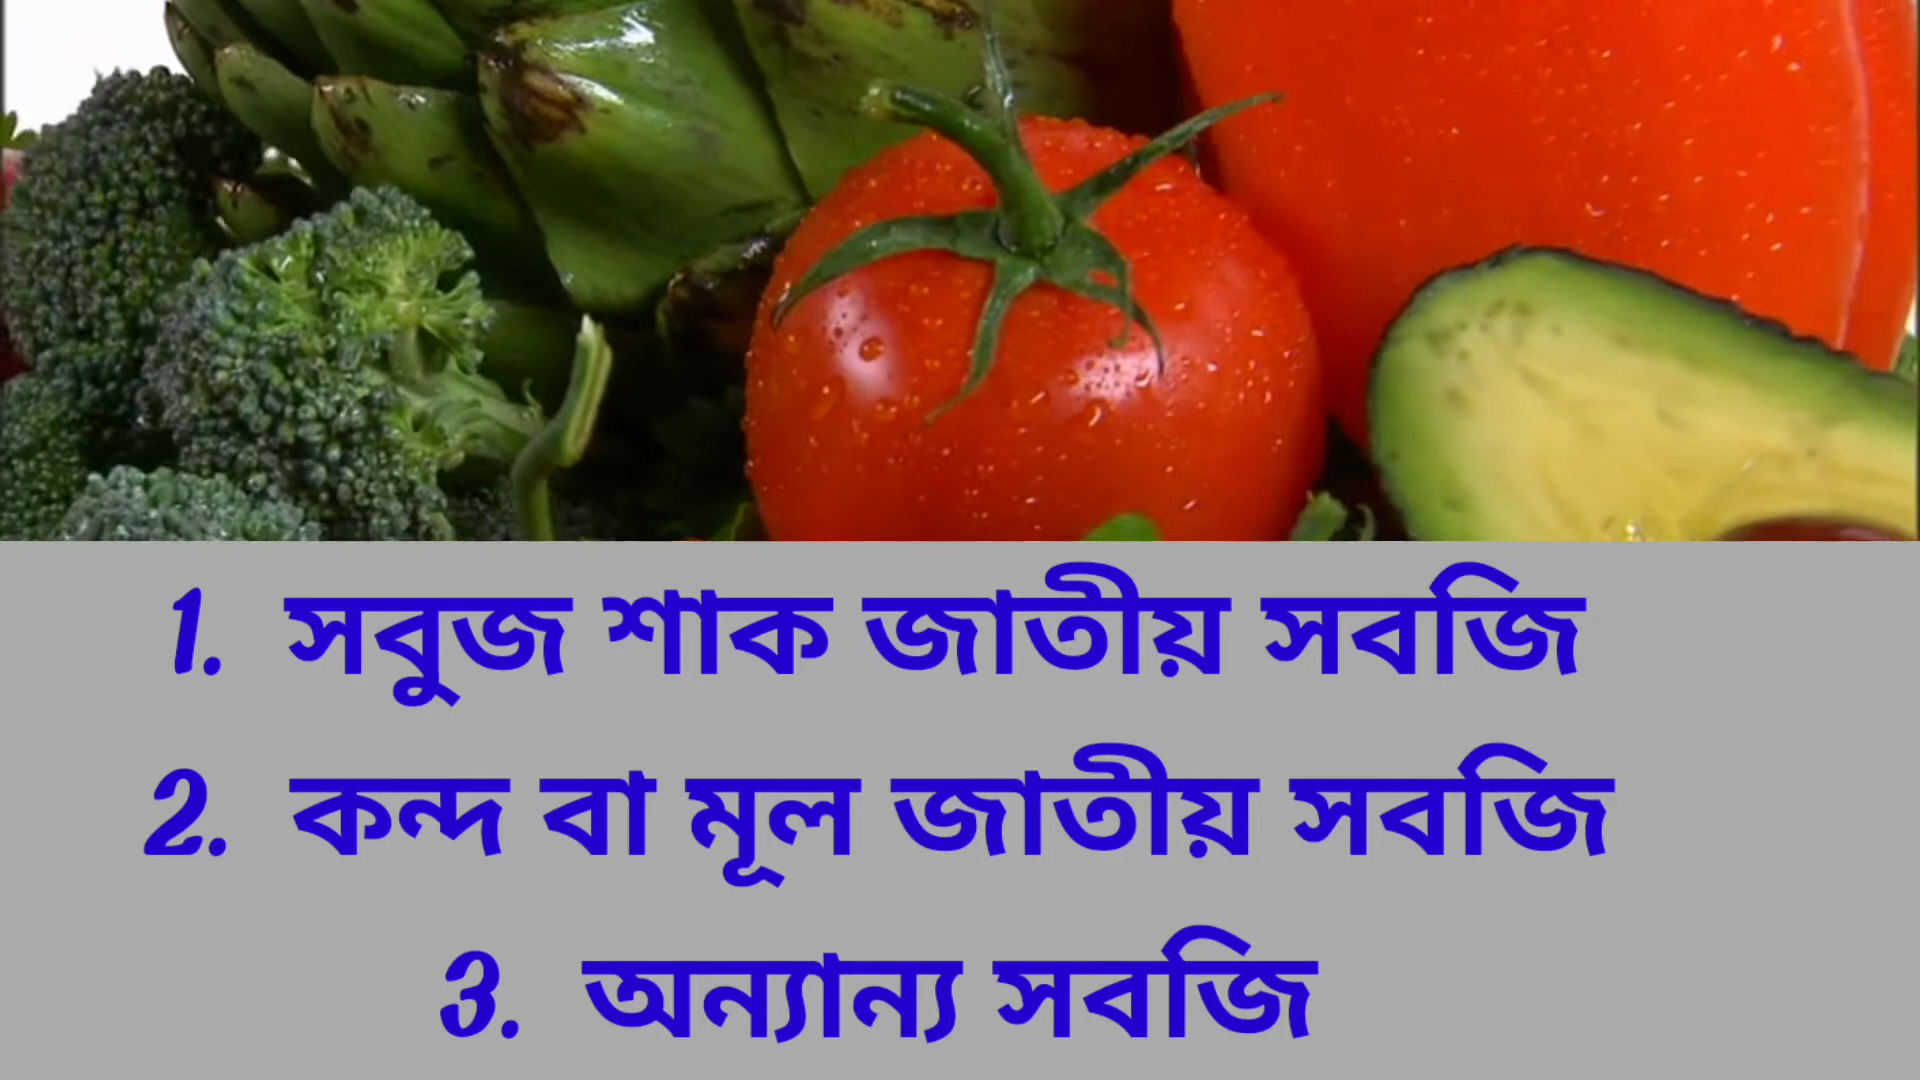 1. সবুজ শাক জাতীয় সবজি
2. কন্দ বা মূল জাতীয় সবজি
3. অন্যান্য সবজি